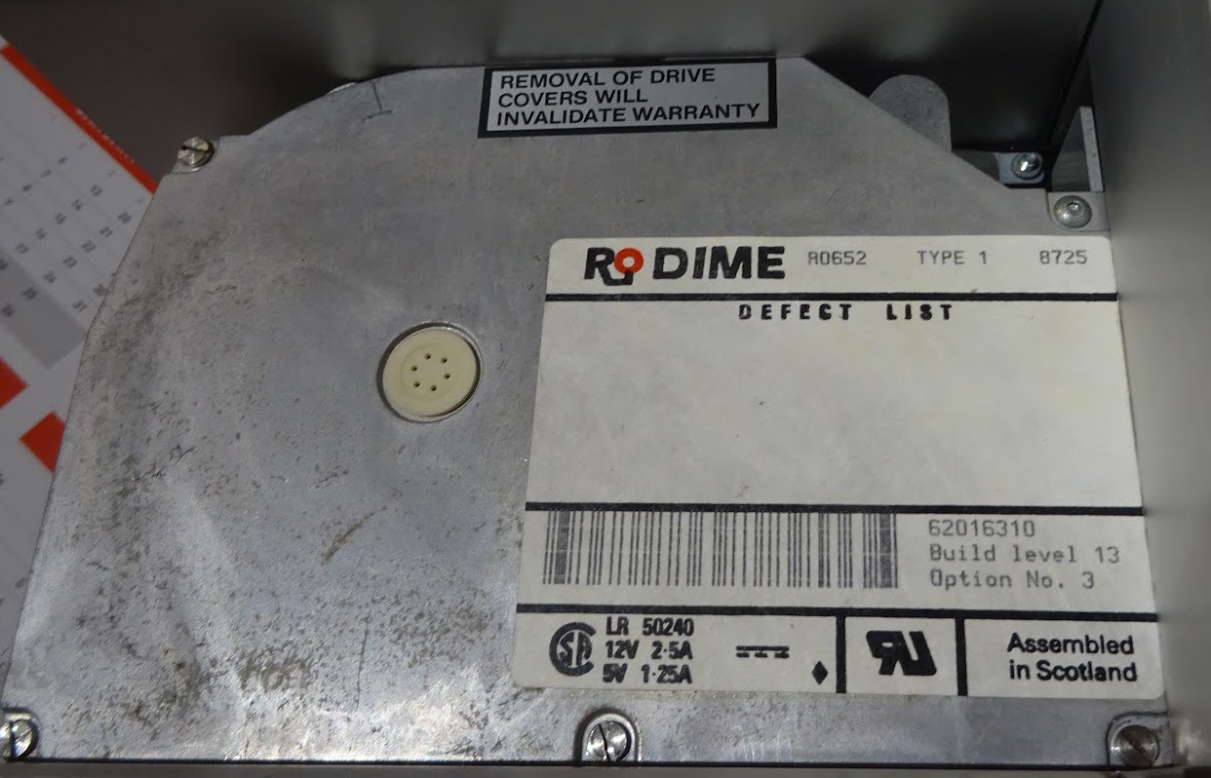 REMOVAL OF DRIVE
COVERS WILL
INVALIDATE WARRANTY
RODIME RO652 TYPE 1 8725
DEFECT LIST
62016310
Build level 13
Option No. 3
LR 50240
12V 2·5A
5V 1·25A
Assembled
in Scotland